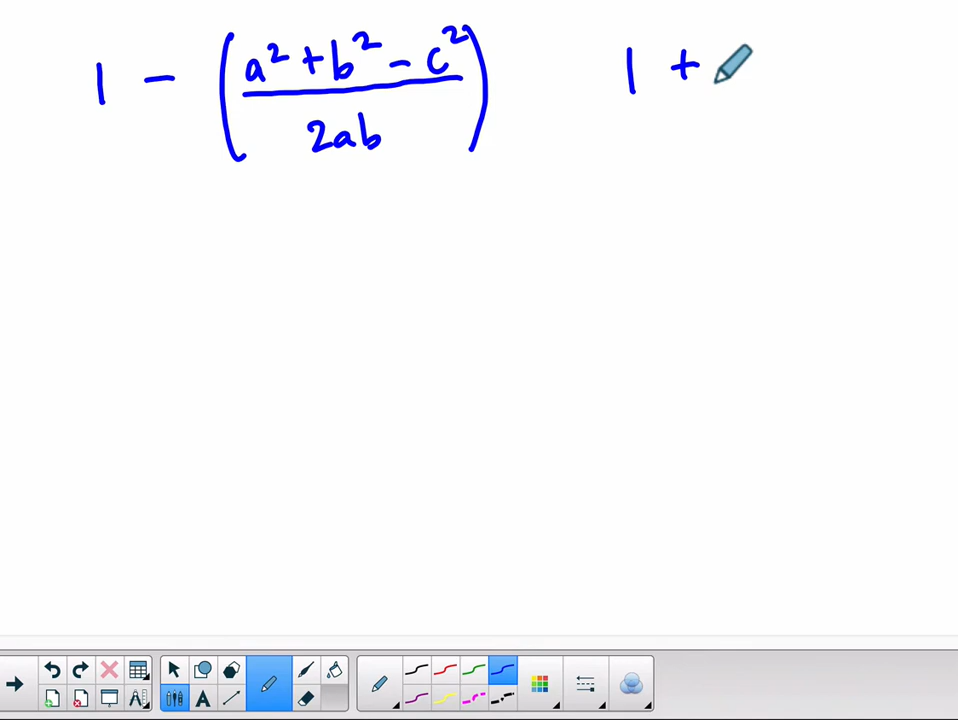 1 - (a² + b² - c² / 2ab) 1 +